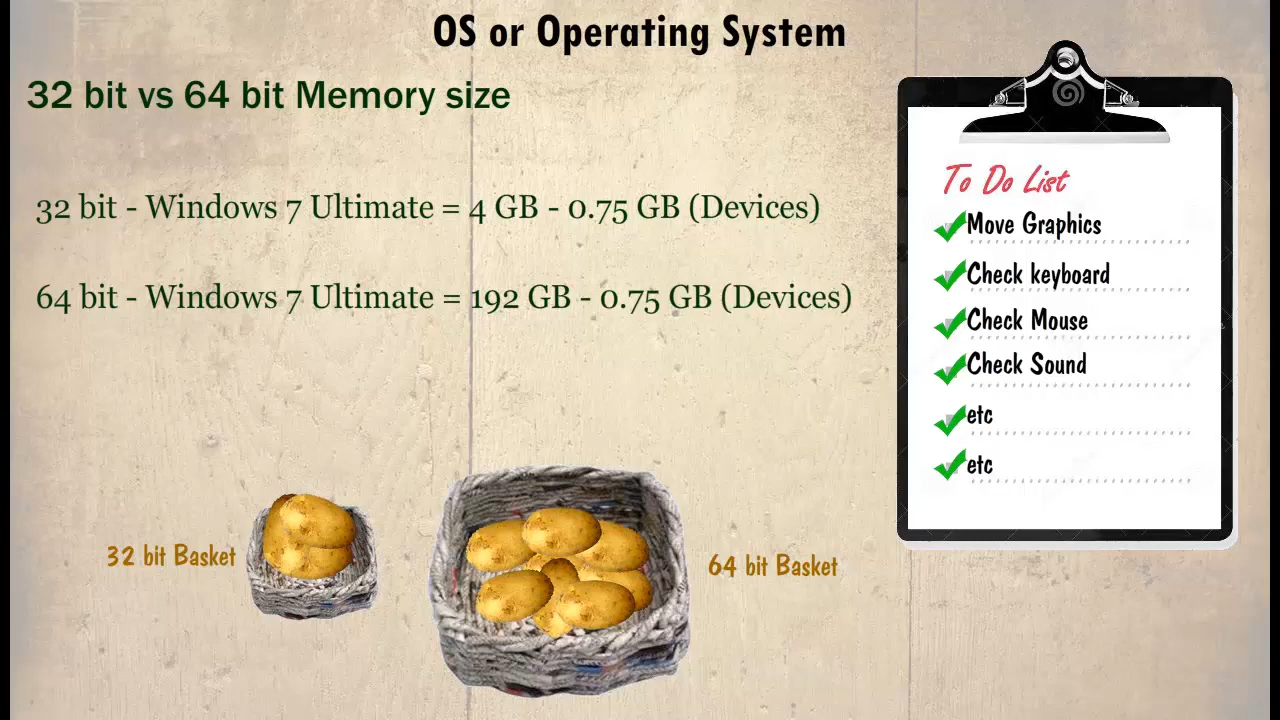 OS or Operating System
32 bit vs 64 bit Memory size
32 bit - Windows 7 Ultimate = 4 GB - 0.75 GB (Devices)
64 bit - Windows 7 Ultimate = 192 GB - 0.75 GB (Devices)
32 bit Basket
64 bit Basket
To Do List
Move Graphics
Check keyboard
Check Mouse
Check Sound
etc
etc